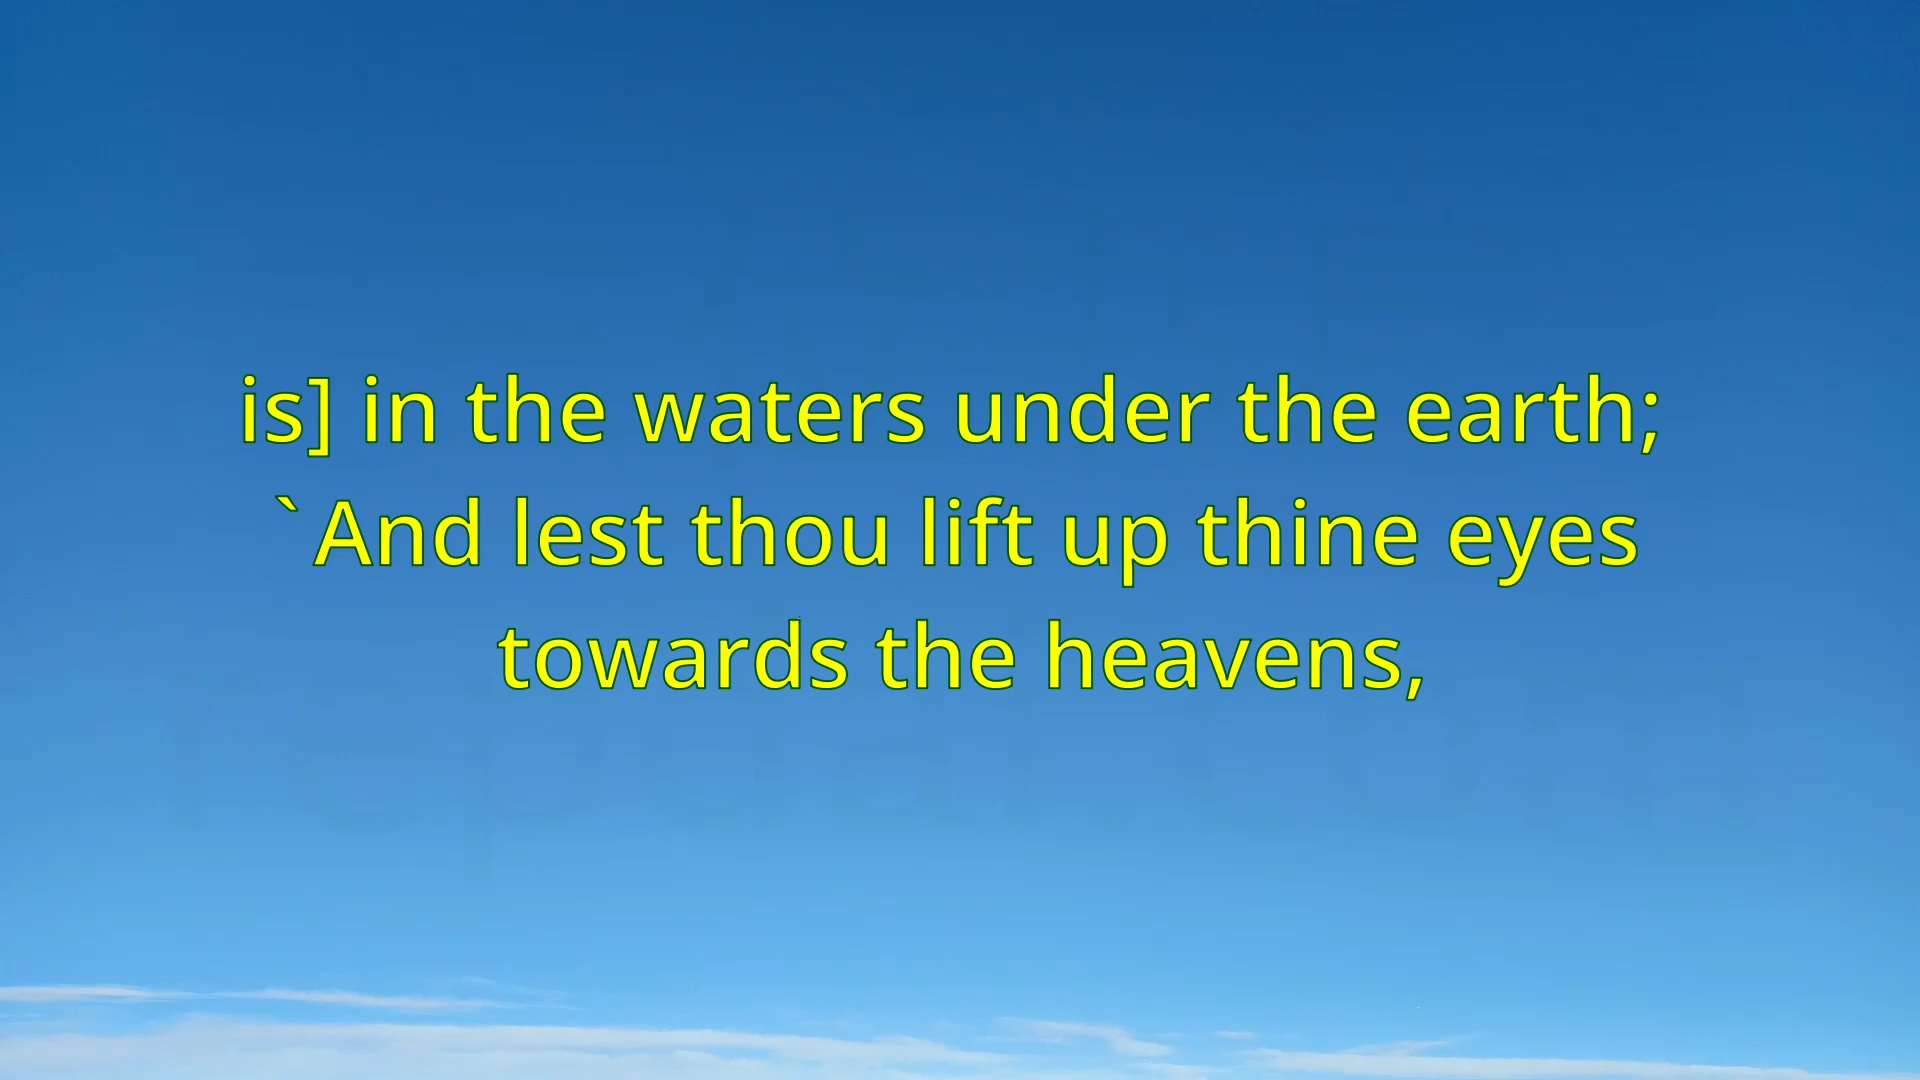 is] in the waters under the earth;
`And lest thou lift up thine eyes
towards the heavens,